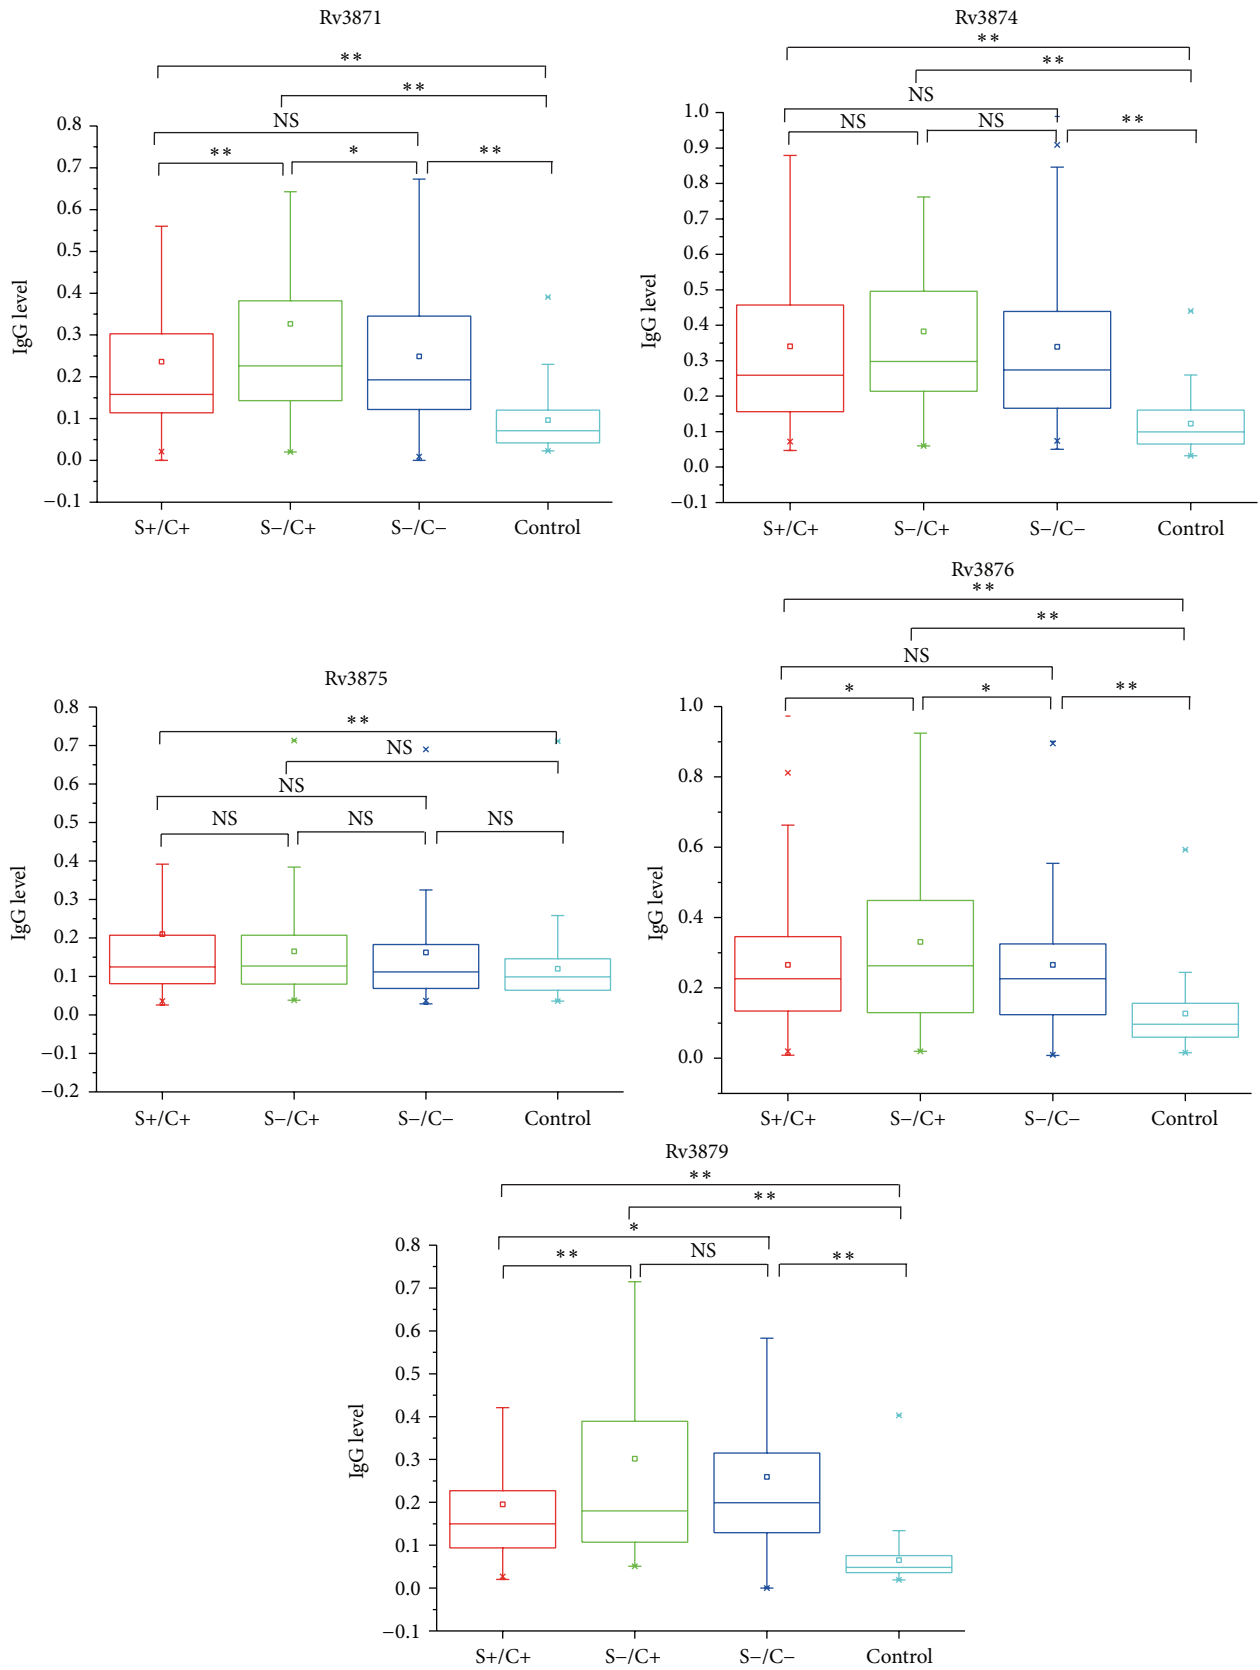 Rv3871
**
**
NS
** * **
IgG level
0.8
0.7
0.6
0.5
0.4
0.3
0.2
0.1
0.0
−0.1
S+/C+ S−/C+ S−/C− Control
Rv3874
**
**
NS
NS NS **
IgG level
1.0
0.9
0.8
0.7
0.6
0.5
0.4
0.3
0.2
0.1
0.0
−0.1
S+/C+ S−/C+ S−/C− Control
Rv3875
**
NS
NS
NS NS NS
IgG level
0.8
0.7
0.6
0.5
0.4
0.3
0.2
0.1
0.0
−0.1
−0.2
S+/C+ S−/C+ S−/C− Control
Rv3876
**
**
NS
* * **
IgG level
1.0
0.8
0.6
0.4
0.2
0.0
S+/C+ S−/C+ S−/C− Control
Rv3879
**
**
*
** NS **
IgG level
0.8
0.7
0.6
0.5
0.4
0.3
0.2
0.1
0.0
−0.1
S+/C+ S−/C+ S−/C− Control